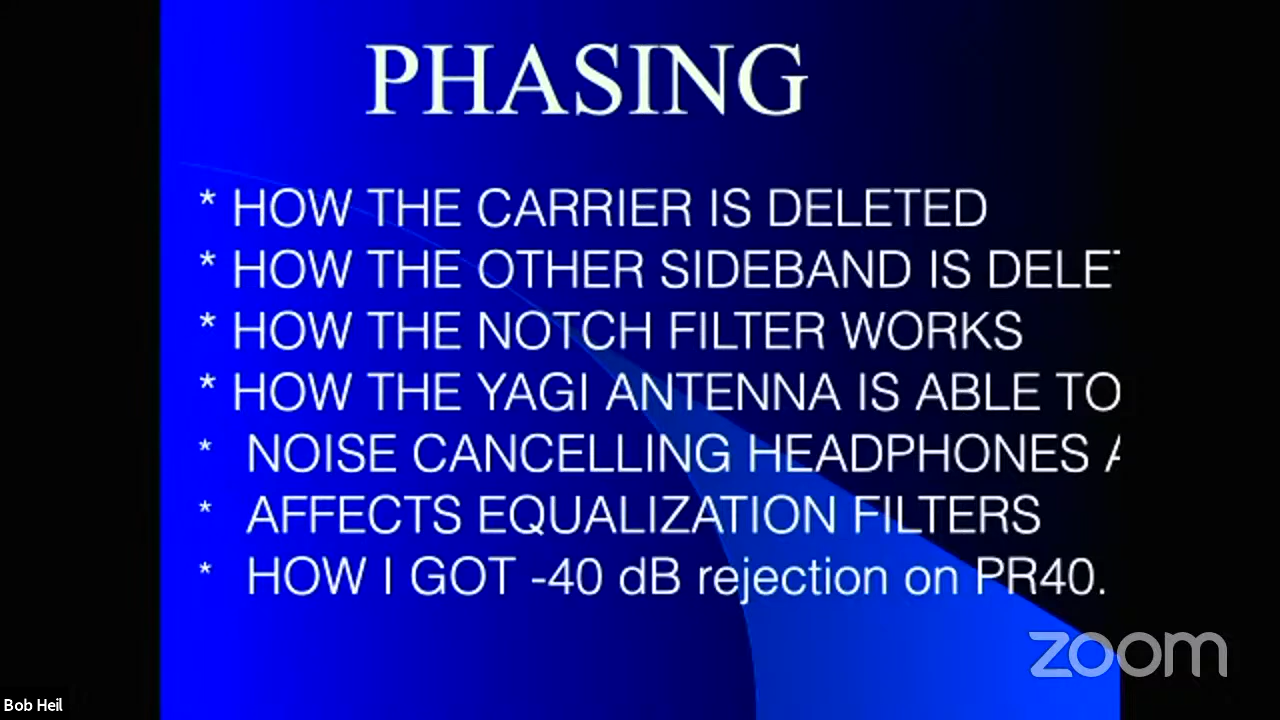 PHASING
* HOW THE CARRIER IS DELETED
* HOW THE OTHER SIDEBAND IS
* HOW THE NOTCH FILTER WORKS
* HOW THE YAGI ANTENNA IS ABLE TO
* NOISE CANCELLING HEADPHONES
* AFFECTS EQUALIZATION FILTERS
* HOW I GOT -40 dB rejection on PR40.
zoom
Bob Heil